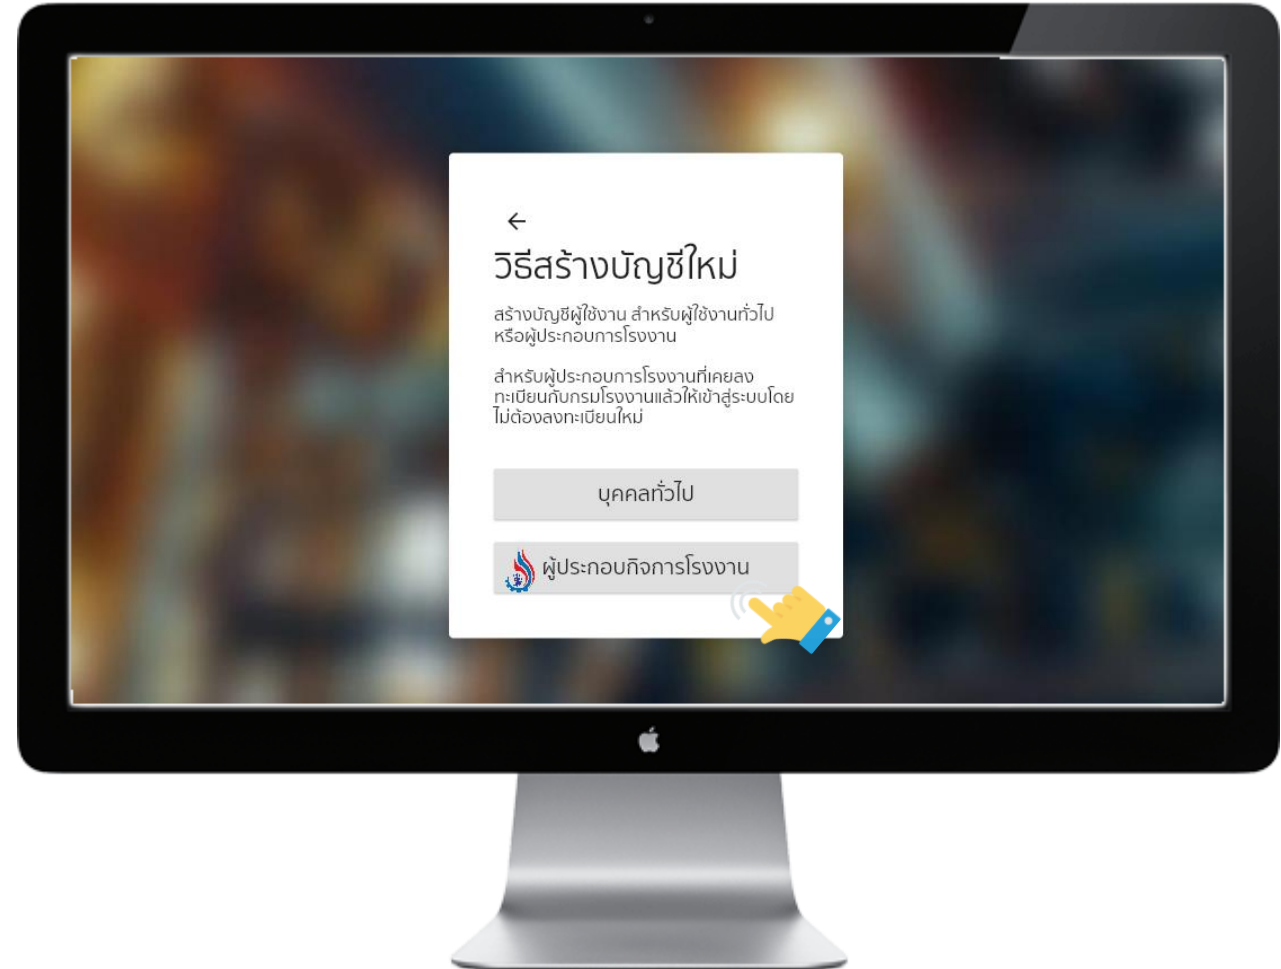 วิธีสร้างบัญชีใหม่
สร้างบัญชีผู้ใช้งาน สำหรับผู้ใช้งานทั่วไป
หรือผู้ประกอบการโรงงาน
สำหรับผู้ประกอบการโรงงานที่เคยลง
ทะเบียนกับกรมโรงงานแล้วให้เข้าสู่ระบบโดย
ไม่ต้องลงทะเบียนใหม่
บุคคลทั่วไป
ผู้ประกอบกิจการโรงงาน